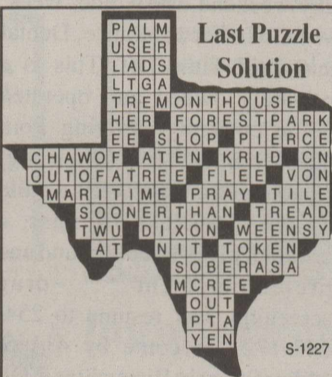 Last Puzzle
Solution
PALM
USER
LADS
LTGA
TREMONTHOUSE
HER FORESTPARK
EE SLOP PIERCE
CHAWOF ATEN KRLD CN
OUTOFATREE FLEE VON
MARITIME PRAY TILE
SOONERTHAN TREAD
TWU DIXON WEENSY
AT NIT TOKEN
SOBERASA
MCREE
OUT
PTA
YEN
S-1227